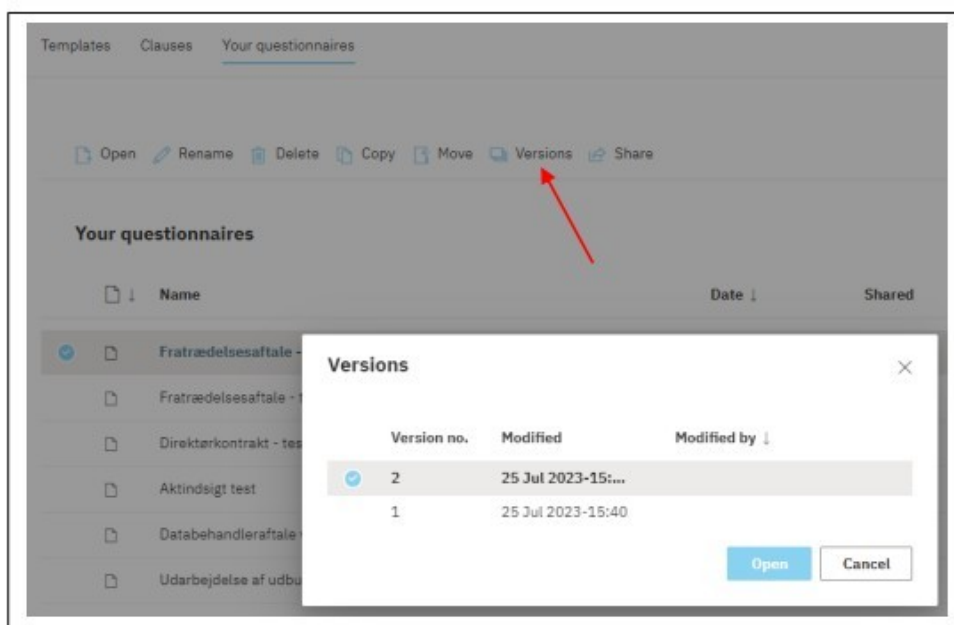 Templates Clauses Your questionnaires
Open Rename Delete Copy Move Versions Share
Your questionnaires
Name Date Shared
Fratrædelsesaftale -
Fratrædelsesaftale -
Direktørkontrakt - tes
Aktindsigt test
Databehandleraftale
Udarbejdelse af udbu
Versions
Version no. Modified Modified by
2 25 Jul 2023-15:...
1 25 Jul 2023-15:40
Open Cancel